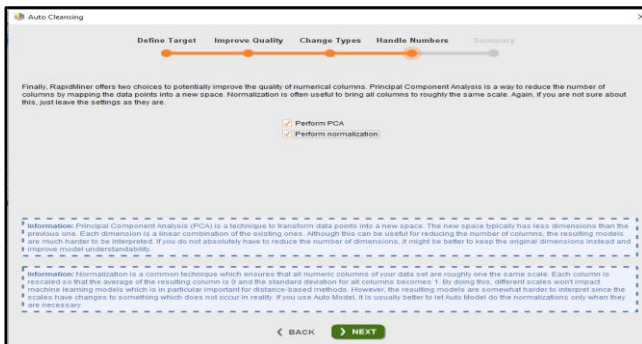 Auto Cleansing
Define Target Improve Quality Change Types Handle Numbers Summary
Finally, RapidMiner offers two choices to potentially improve the quality of numerical columns. Principal Component Analysis is a way to reduce the number of
columns by mapping the data points into a new space. Normalization is often useful to bring all columns to roughly the same scale. Again, if you are not sure about
this, just leave the settings as they are.
Perform PCA
Perform normalization
Information: Principal Component Analysis (PCA) is a technique to transform data points into a new space. The new space typically has less dimensions than the
previous one. Each dimension is a linear combination of the existing ones. Although this can be useful for reducing the number of columns, the resulting models
are much harder to be interpreted. If you do not absolutely have to reduce the number of dimensions, it might be better to keep the original dimensions instead and
improve model understandability.
Information: Normalization is a common technique which ensures that all numeric columns of your data set are roughly one the same scale. Each column is
rescaled so that the average of the resulting column is 0 and the standard deviation for all columns becomes 1. By doing this, different scales won't impact
machine learning models which is in particular important for distance-based methods. However, the resulting models are somewhat harder to interpret since the
scales have changes to something which does not occur in reality. If you use Auto Model, it is usually better to let Auto Model do the normalizations only when they
are necessary.
BACK NEXT